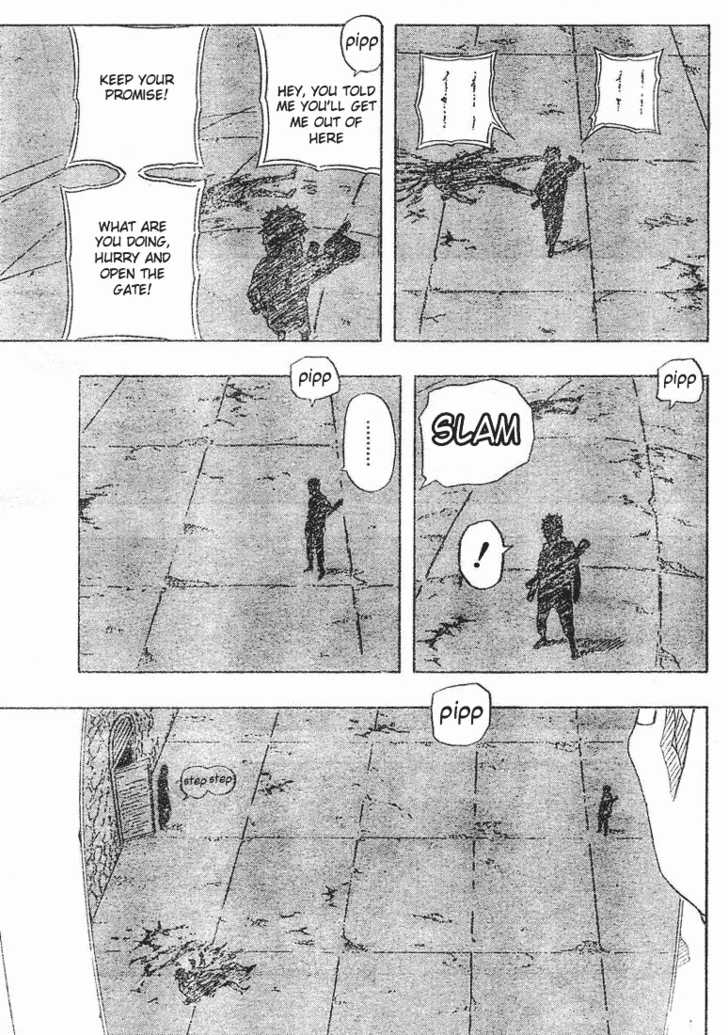 pipp
HEY, YOU TOLD
ME YOU'LL GET
ME OUT OF
HERE
KEEP YOUR
PROMISE!
WHAT ARE
YOU DOING,
HURRY AND
OPEN THE
GATE!
pipp
SLAM
!
pipp
........
pipp
step step